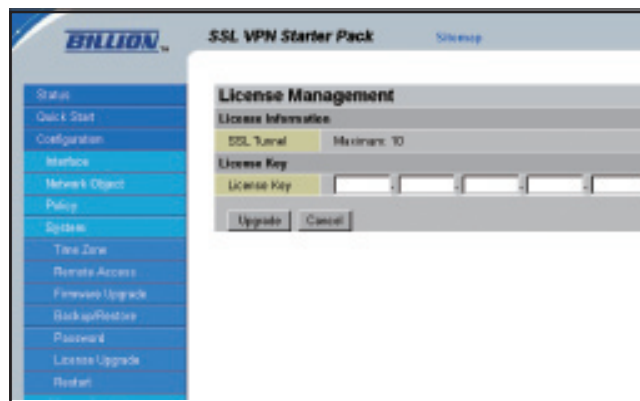 BILLION TM
SSL VPN Starter Pack
Sitemap
Status
Quick Start
Configuration
Interface
Network Object
Policy
System
Time Zone
Remote Access
Firmware Upgrade
Backup/Restore
Password
License Upgrade
Restart
License Management
License Information
SSL Tunnel Maximum: 10
License Key
License Key - - - -
Upgrade Cancel